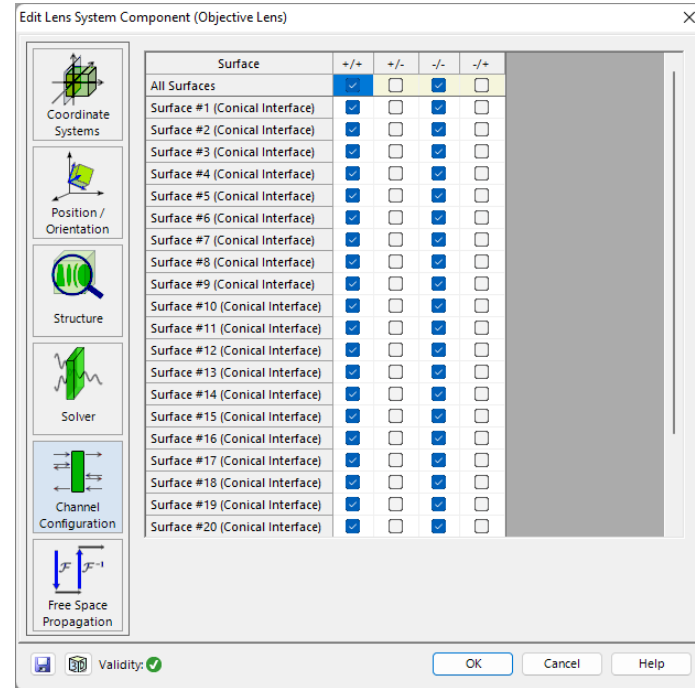 Edit Lens System Component (Objective Lens)
Coordinate
Systems
Position /
Orientation
Structure
Solver
Channel
Configuration
F F-1
Free Space
Propagation
Surface +/+ +/- -/- -/+
All Surfaces
Surface #1 (Conical Interface)
Surface #2 (Conical Interface)
Surface #3 (Conical Interface)
Surface #4 (Conical Interface)
Surface #5 (Conical Interface)
Surface #6 (Conical Interface)
Surface #7 (Conical Interface)
Surface #8 (Conical Interface)
Surface #9 (Conical Interface)
Surface #10 (Conical Interface)
Surface #11 (Conical Interface)
Surface #12 (Conical Interface)
Surface #13 (Conical Interface)
Surface #14 (Conical Interface)
Surface #15 (Conical Interface)
Surface #16 (Conical Interface)
Surface #17 (Conical Interface)
Surface #18 (Conical Interface)
Surface #19 (Conical Interface)
Surface #20 (Conical Interface)
3D Validity: OK Cancel Help